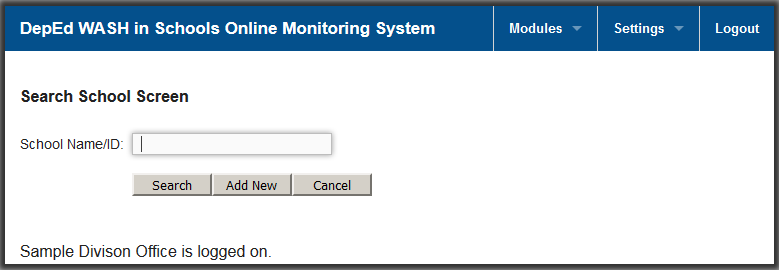 DepEd WASH in Schools Online Monitoring System Modules Settings Logout
Search School Screen
School Name/ID:
Search Add New Cancel
Sample Divison Office is logged on.